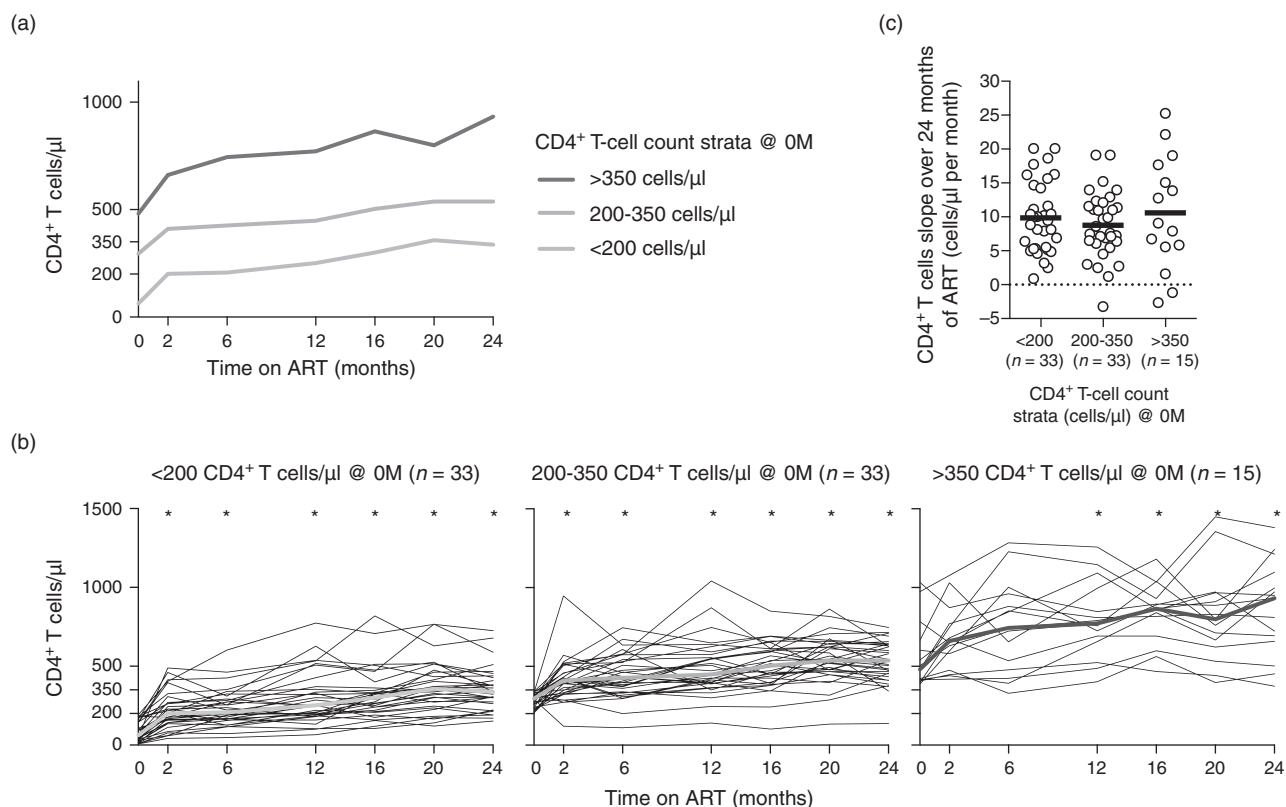 (a)
CD4⁺ T cells/µl
1000
500
350
200
0
0 2 6 12 16 20 24
Time on ART (months)
CD4⁺ T-cell count strata @ 0M
>350 cells/µl
200-350 cells/µl
<200 cells/µl
(c)
CD4⁺ T cells slope over 24 months
of ART (cells/µl per month)
30
25
20
15
10
5
0
−5
<200 200-350 >350
(n = 33) (n = 33) (n = 15)
CD4⁺ T-cell count
strata (cells/µl) @ 0M
(b)
<200 CD4⁺ T cells/µl @ 0M (n = 33)
200-350 CD4⁺ T cells/µl @ 0M (n = 33)
>350 CD4⁺ T cells/µl @ 0M (n = 15)
CD4⁺ T cells/µl
1500
1000
500
350
200
0
* * * * * *
* * * * * *
* * * *
0 2 6 12 16 20 24
0 2 6 12 16 20 24
0 2 6 12 16 20 24
Time on ART (months)